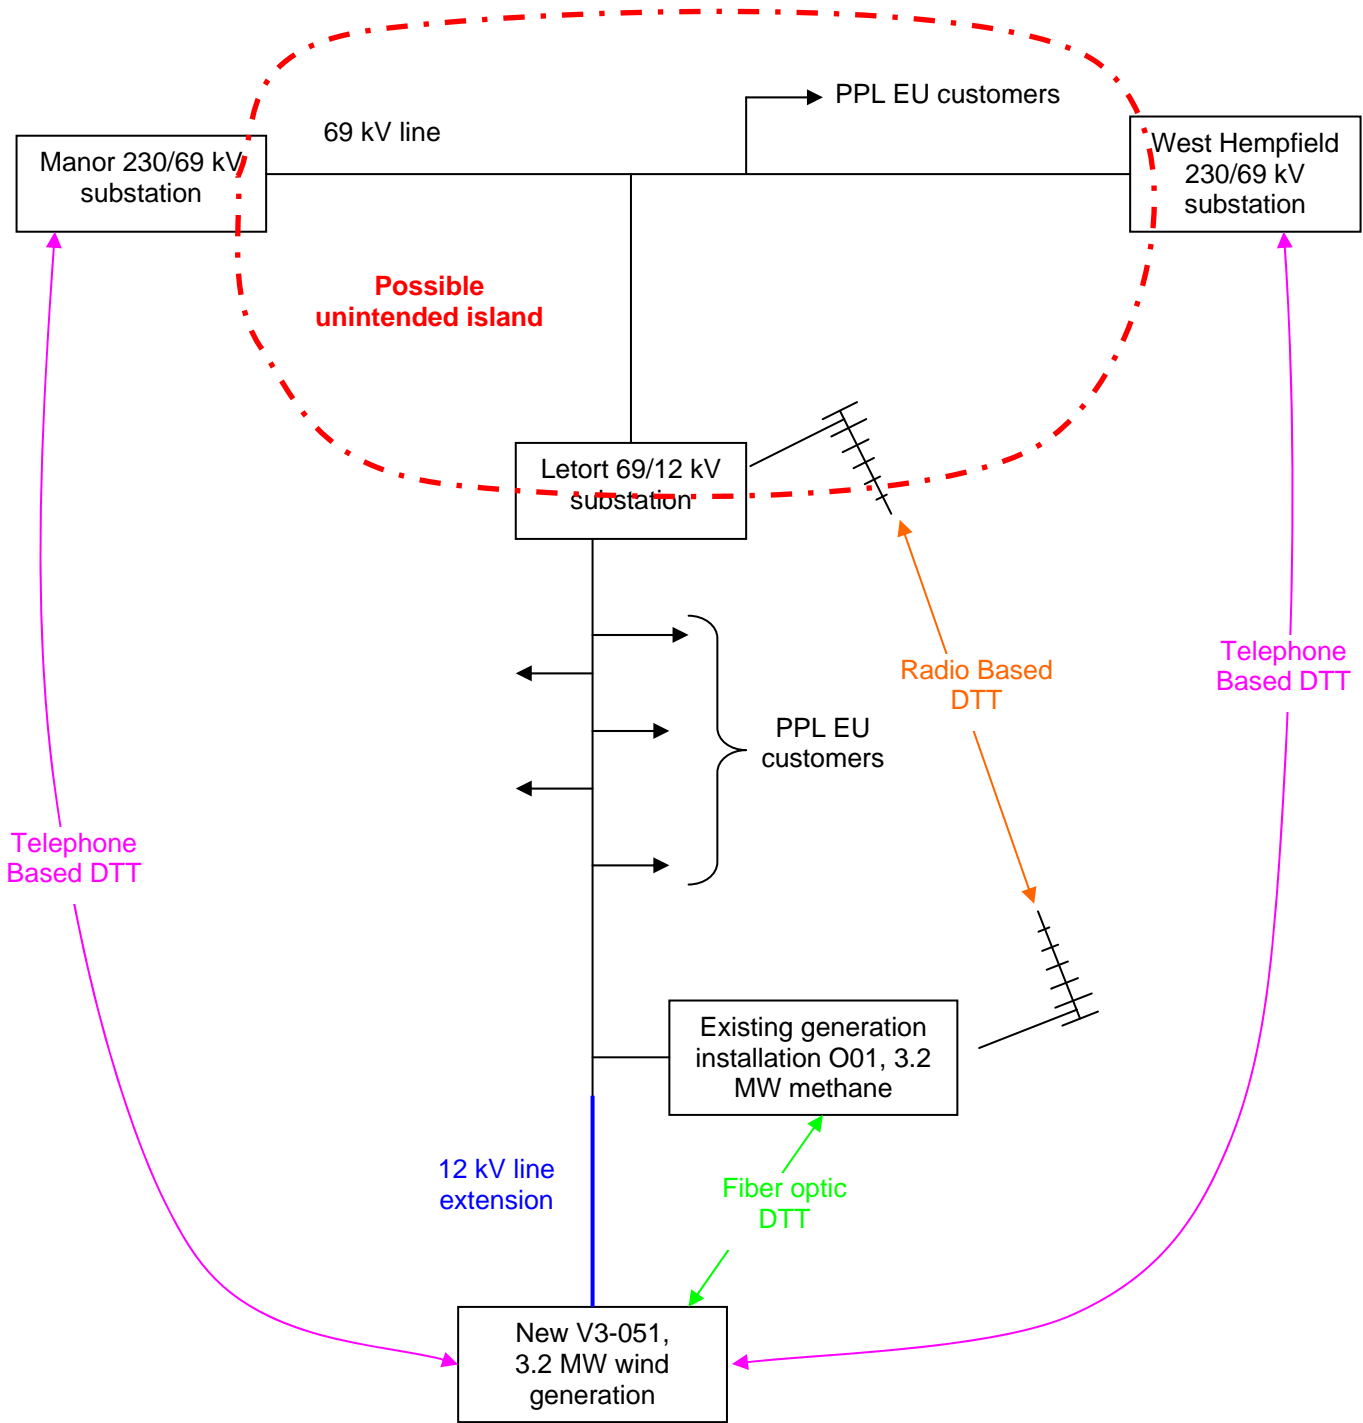 PPL EU customers
69 kV line
Manor 230/69 kV
substation
West Hempfield
230/69 kV
substation
Possible
unintended island
Letort 69/12 kV
substation
Radio Based
DTT
Telephone
Based DTT
PPL EU
customers
Telephone
Based DTT
Existing generation
installation O01, 3.2
MW methane
12 kV line
extension
Fiber optic
DTT
New V3-051,
3.2 MW wind
generation